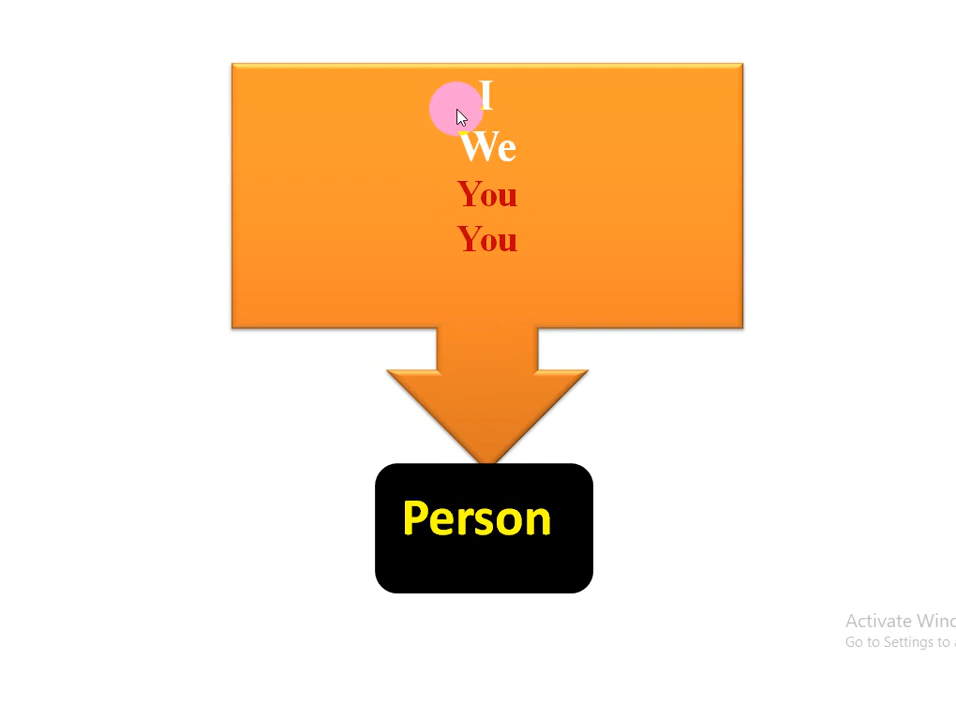 I
We
You
You
Person
Activate Wind
Go to Settings to a